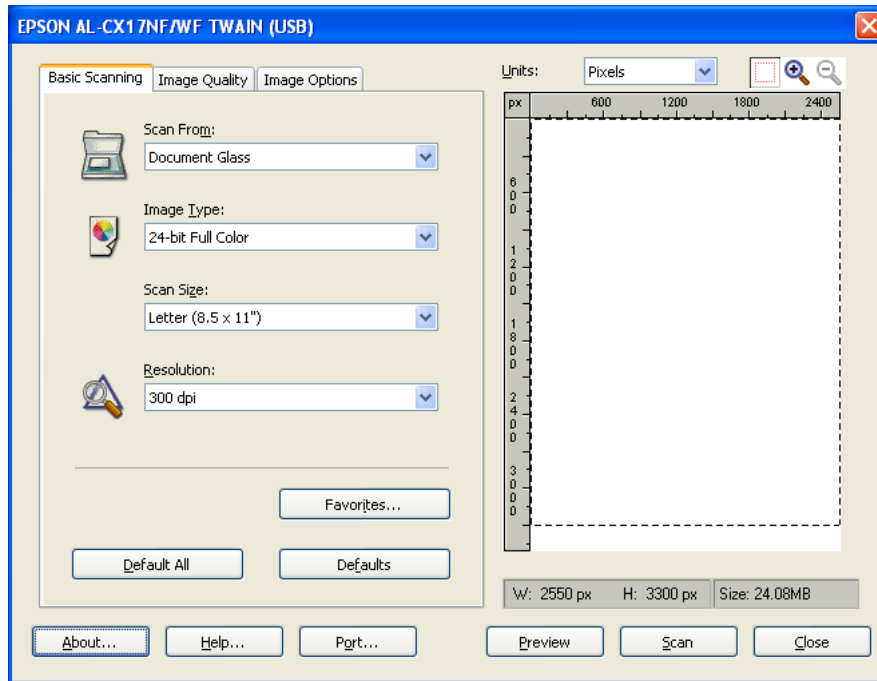 EPSON AL-CX17NF/WF TWAIN (USB)
Basic Scanning
Image Quality
Image Options
Scan From:
Document Glass
Image Type:
24-bit Full Color
Scan Size:
Letter (8.5 x 11")
Resolution:
300 dpi
Favorites...
Default All
Defaults
Units:
Pixels
px
600
1200
1800
2400
600
1200
1800
2400
3000
W: 2550 px
H: 3300 px
Size: 24.08MB
About...
Help...
Port...
Preview
Scan
Close